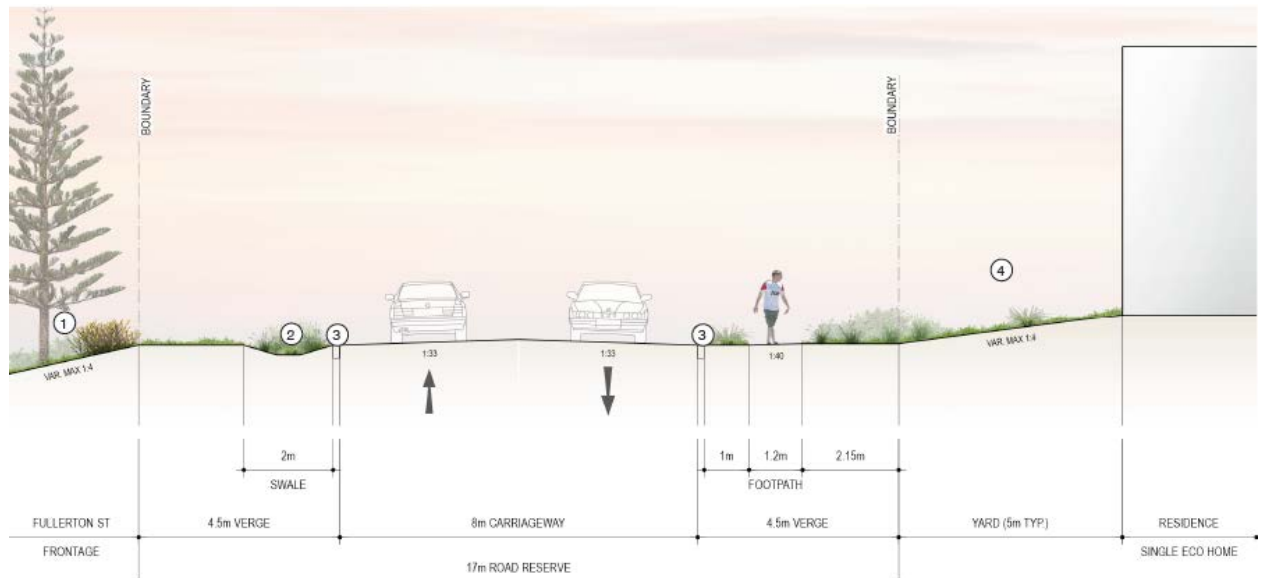 BOUNDARY
BOUNDARY
4
1
2
3
3
VAR. MAX 1:4
1:33
1:33
1:40
VAR. MAX 1:4
2m
1m
1.2m
2.15m
SWALE
FOOTPATH
FULLERTON ST
4.5m VERGE
8m CARRIAGEWAY
4.5m VERGE
YARD (5m TYP.)
RESIDENCE
FRONTAGE
SINGLE ECO HOME
17m ROAD RESERVE